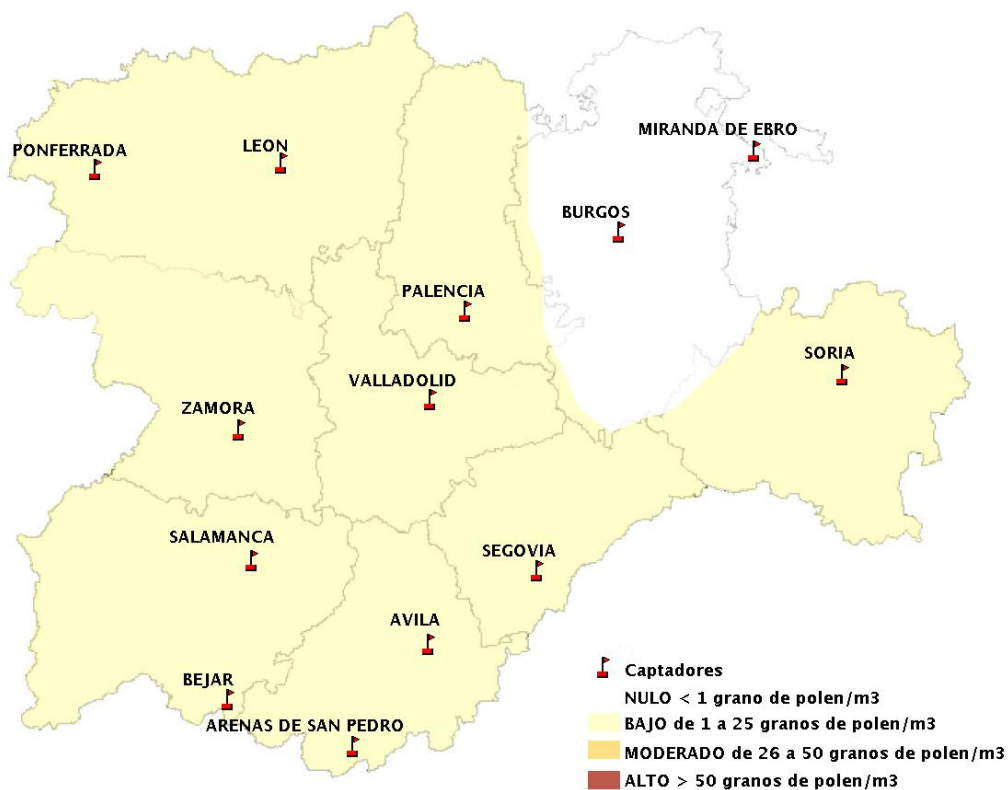 MIRANDA DE EBRO
PONFERRADA
LEON
BURGOS
PALENCIA
SORIA
VALLADOLID
ZAMORA
SALAMANCA
SEGOVIA
AVILA
BEJAR
ARENAS DE SAN PEDRO
Captadores
NULO < 1 grano de polen/m3
BAJO de 1 a 25 granos de polen/m3
MODERADO de 26 a 50 granos de polen/m3
ALTO > 50 granos de polen/m3